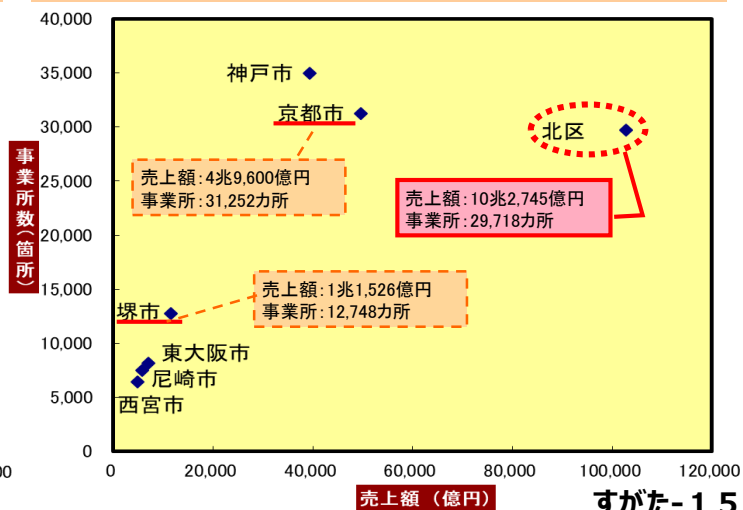 40,000
35,000
30,000
25,000
20,000
15,000
10,000
5,000
0
事業所数(箇所)
神戸市
京都市
北区
売上額:4兆9,600億円
事業所:31,252カ所
売上額:10兆2,745億円
事業所:29,718カ所
売上額:1兆1,526億円
事業所:12,748カ所
堺市
東大阪市
尼崎市
西宮市
00
0
20,000
40,000
60,000
80,000
100,000
120,000
売上額 (億円)
すがた-15